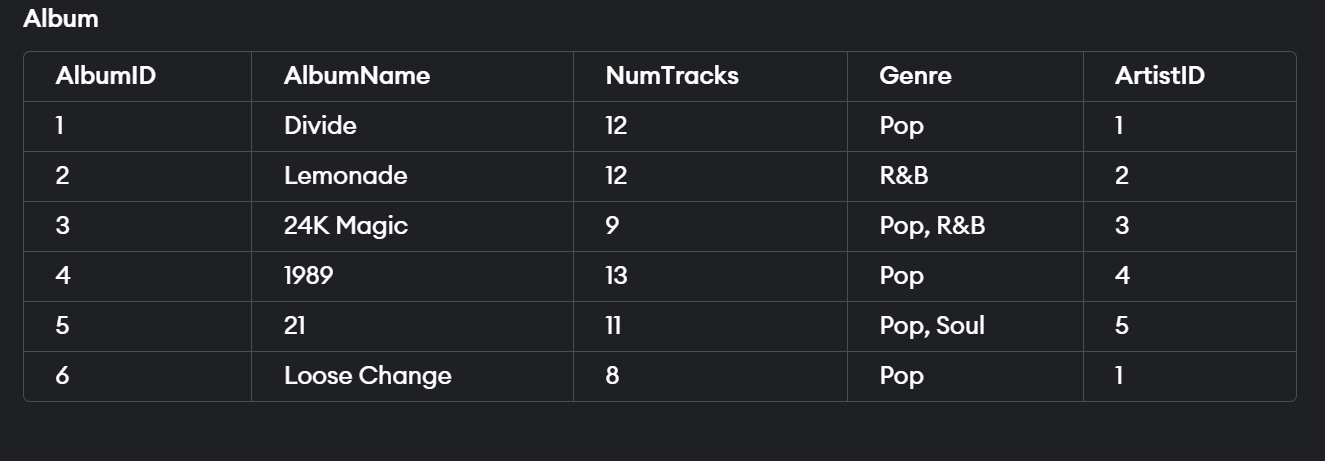 Album
AlbumID AlbumName NumTracks Genre ArtistID
1 Divide 12 Pop 1
2 Lemonade 12 R&B 2
3 24K Magic 9 Pop, R&B 3
4 1989 13 Pop 4
5 21 11 Pop, Soul 5
6 Loose Change 8 Pop 1